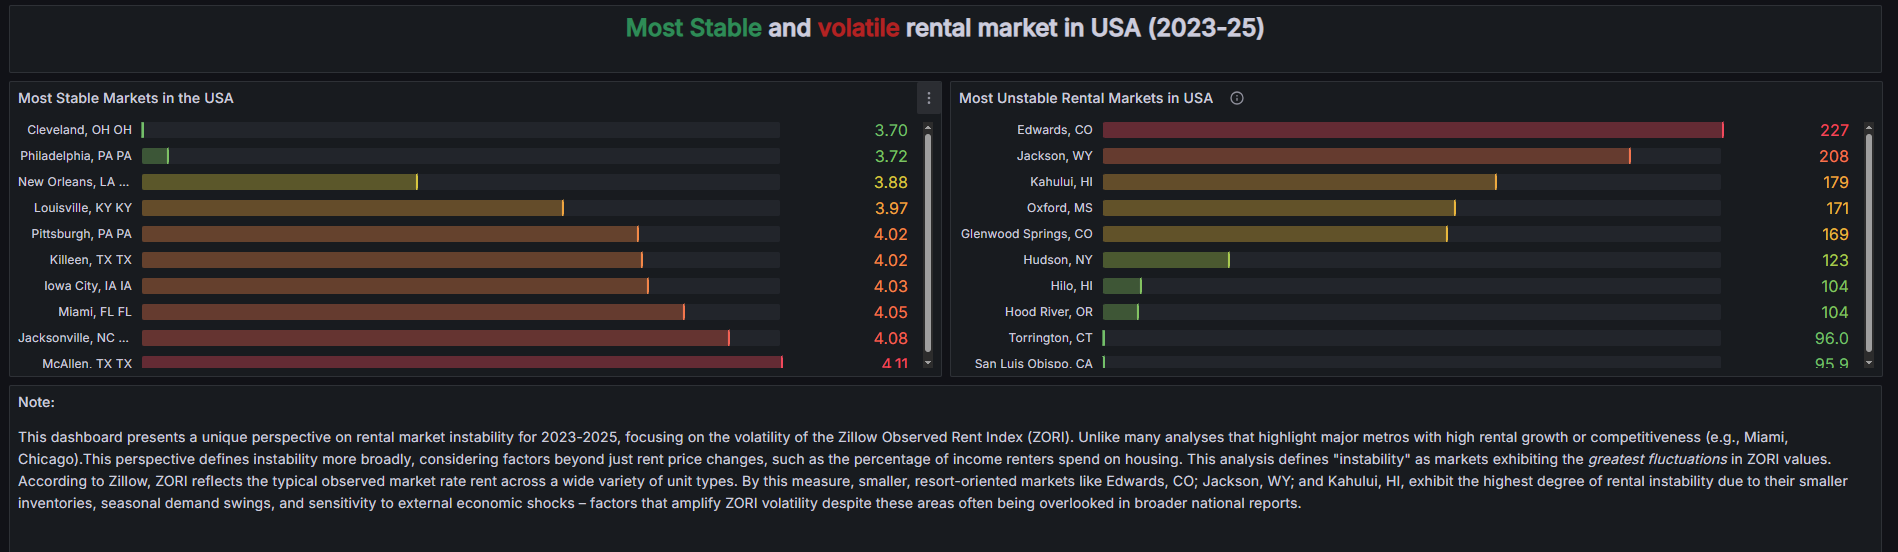 Most Stable and volatile rental market in USA (2023-25)
Most Stable Markets in the USA
Cleveland, OH OH 3.70
Philadelphia, PA PA 3.72
New Orleans, LA ... 3.88
Louisville, KY KY 3.97
Pittsburgh, PA PA 4.02
Killeen, TX TX 4.02
Iowa City, IA IA 4.03
Miami, FL FL 4.05
Jacksonville, NC ... 4.08
McAllen, TX TX 4.11
Most Unstable Rental Markets in USA
Edwards, CO 227
Jackson, WY 208
Kahului, HI 179
Oxford, MS 171
Glenwood Springs, CO 169
Hudson, NY 123
Hilo, HI 104
Hood River, OR 104
Torrington, CT 96.0
San Luis Obispo, CA 95.9
Note:
This dashboard presents a unique perspective on rental market instability for 2023-2025, focusing on the volatility of the Zillow Observed Rent Index (ZORI). Unlike many analyses that highlight major metros with high rental growth or competitiveness (e.g., Miami,
Chicago).This perspective defines instability more broadly, considering factors beyond just rent price changes, such as the percentage of income renters spend on housing. This analysis defines "instability" as markets exhibiting the greatest fluctuations in ZORI values.
According to Zillow, ZORI reflects the typical observed market rate rent across a wide variety of unit types. By this measure, smaller, resort-oriented markets like Edwards, CO; Jackson, WY; and Kahului, HI, exhibit the highest degree of rental instability due to their smaller
inventories, seasonal demand swings, and sensitivity to external economic shocks – factors that amplify ZORI volatility despite these areas often being overlooked in broader national reports.